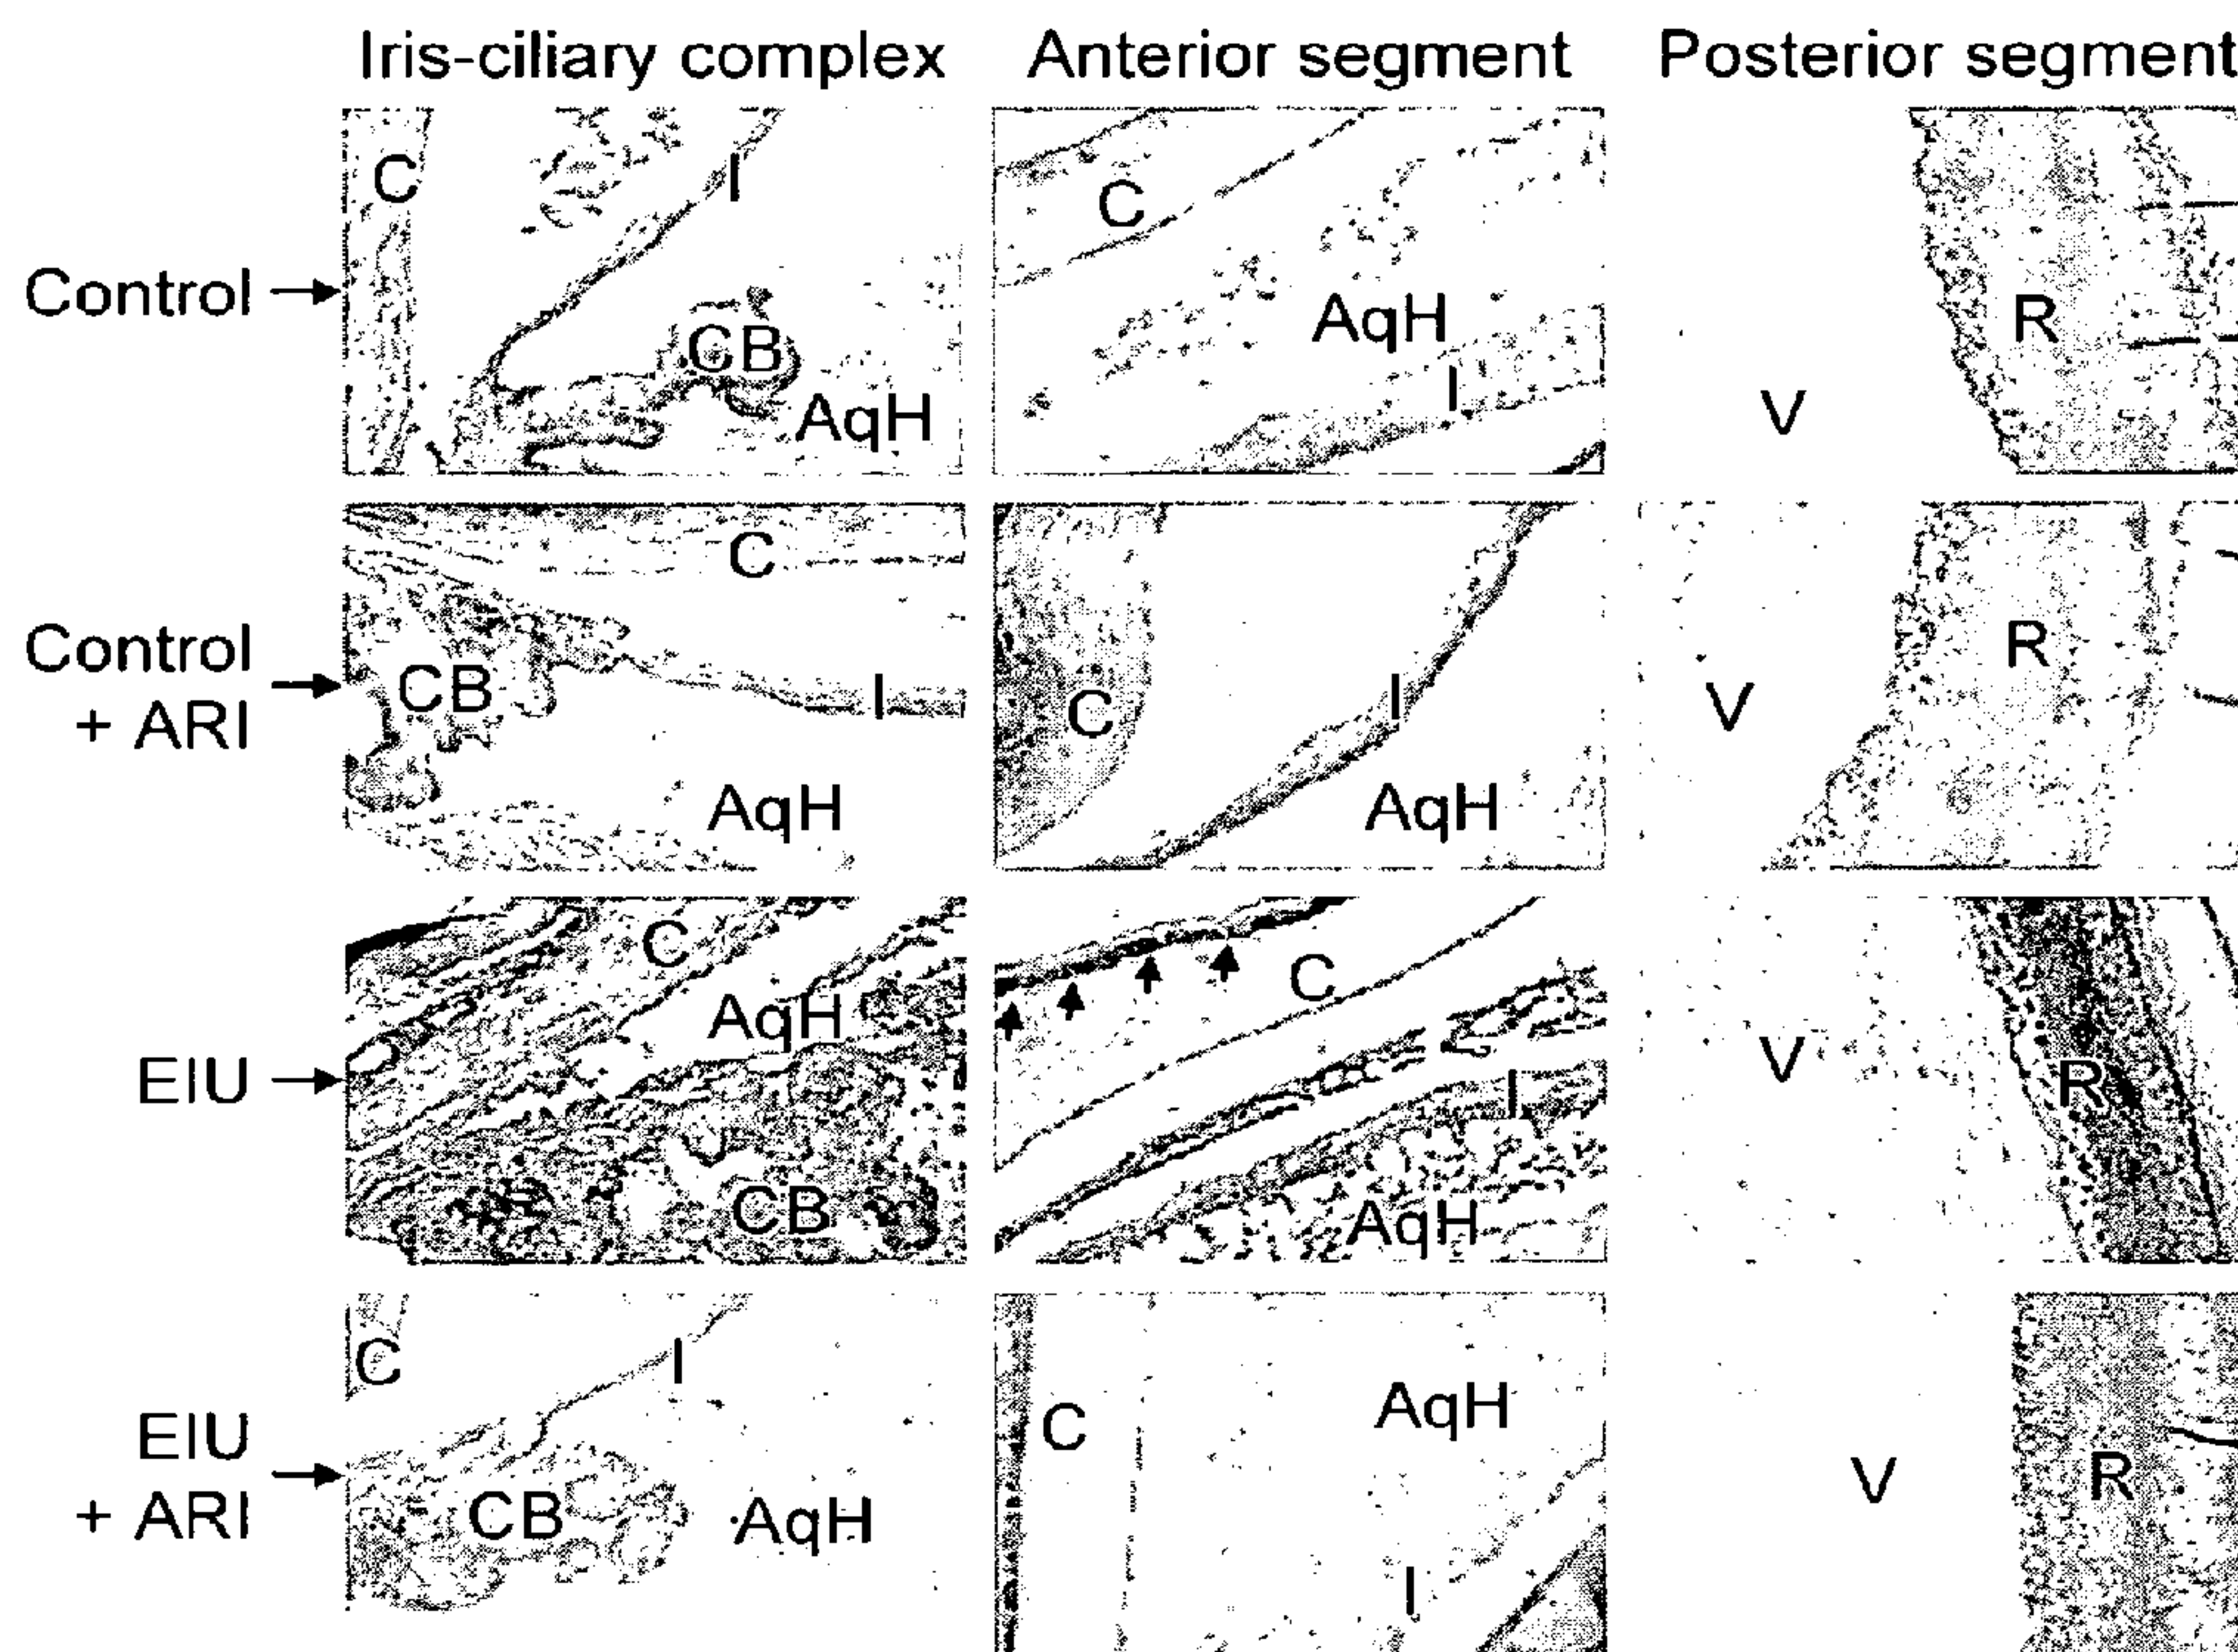 Iris-ciliary complex Anterior segment Posterior segment
Control
C I CB AqH
C AqH I
V R
Control
+ ARI
C CB I AqH
C I AqH
V R
EIU
C AqH CB
C I AqH
V R
EIU
+ ARI
C I CB AqH
C AqH I
V R